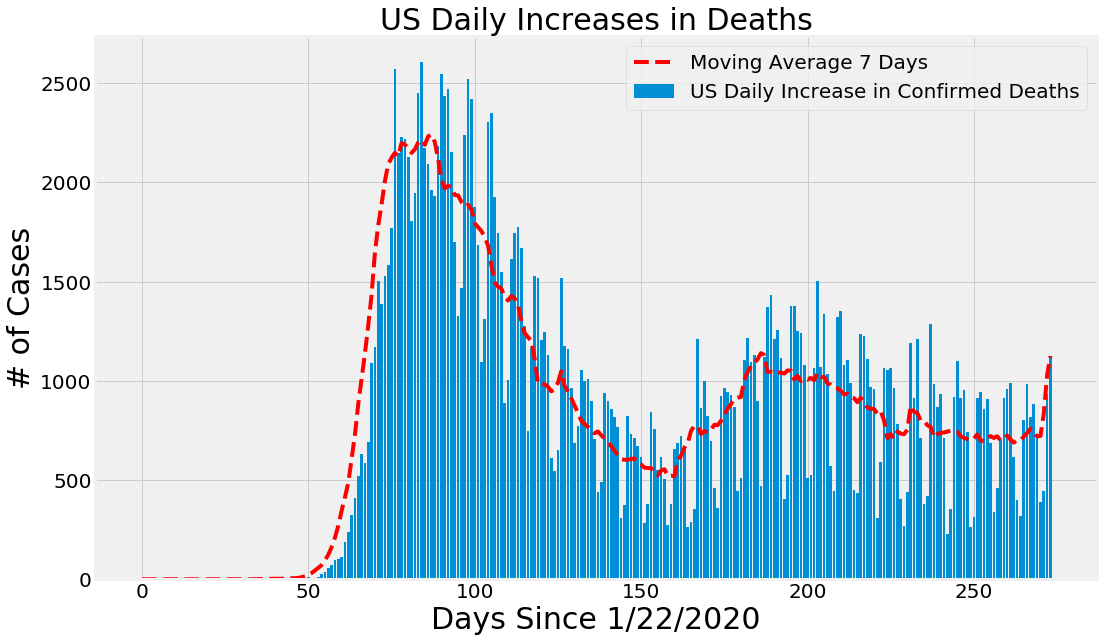 US Daily Increases in Deaths
Moving Average 7 Days
US Daily Increase in Confirmed Deaths
# of Cases
2500
2000
1500
1000
500
0
0 50 100 150 200 250
Days Since 1/22/2020